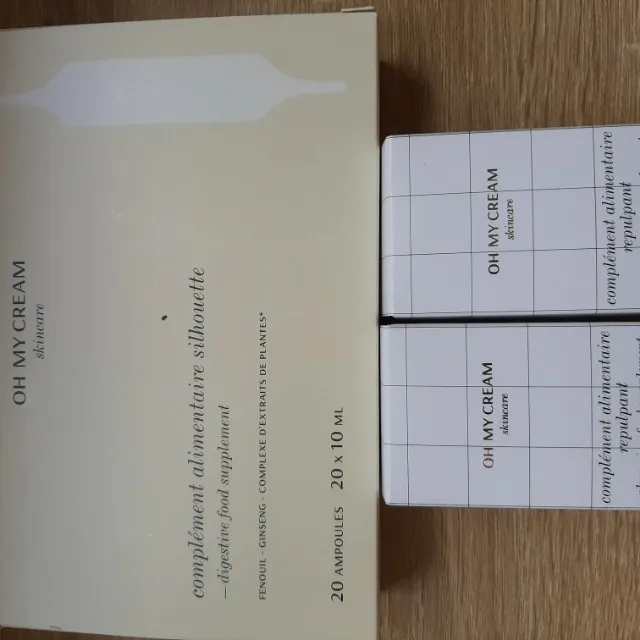 OH MY CREAM
skincare
complément alimentaire silhouette
— digestive food supplement
FENOUIL - GINSENG - COMPLEXE D'EXTRAITS DE PLANTES*
20 AMPOULES 20 x 10 ML
OH MY CREAM
skincare
complément alimentaire
repulpant
OH MY CREAM
skincare
complément alimentaire
repulpant